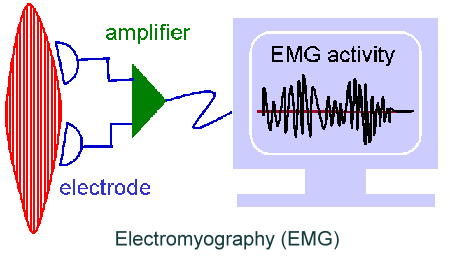 amplifier
EMG activity
electrode
Electromyography (EMG)